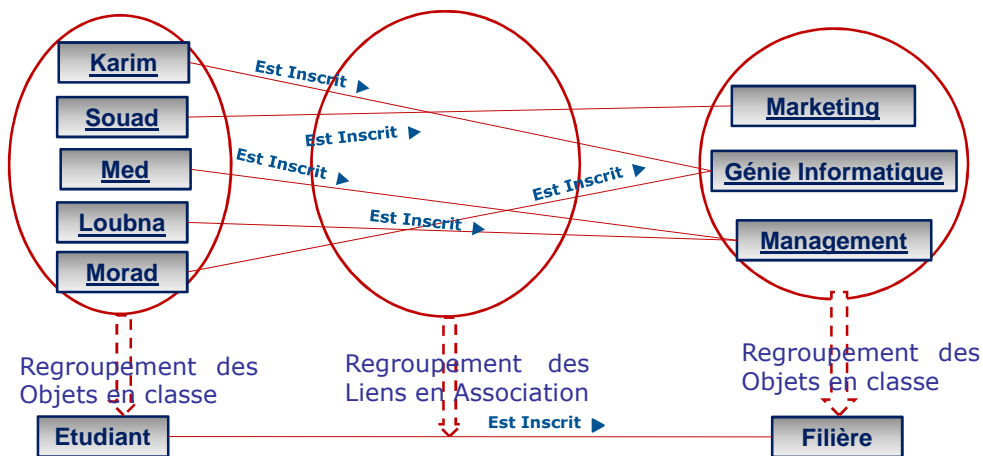 Karim
Est Inscrit ►
Souad
Marketing
Est Inscrit ►
Med
Est Inscrit ►
Est Inscrit ►
Génie Informatique
Loubna
Est Inscrit ►
Management
Morad
Regroupement des
Objets en classe
Regroupement des
Liens en Association
Regroupement des
Objets en classe
Etudiant
Est Inscrit ►
Filière